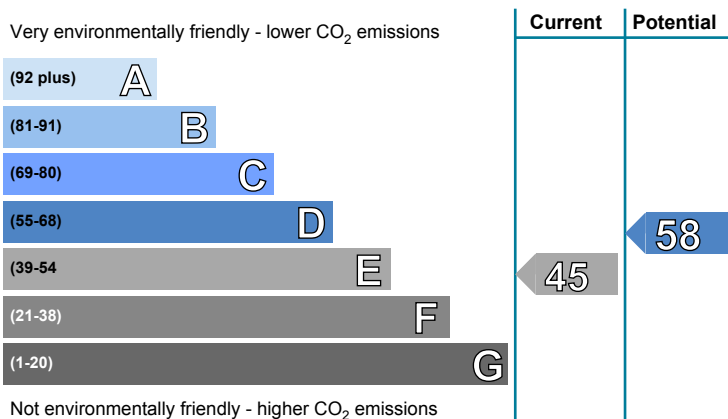 Very environmentally friendly - lower CO2 emissions
Current
Potential
(92 plus) A
(81-91) B
(69-80) C
(55-68) D
58
(39-54 E
45
(21-38) F
(1-20) G
Not environmentally friendly - higher CO2 emissions